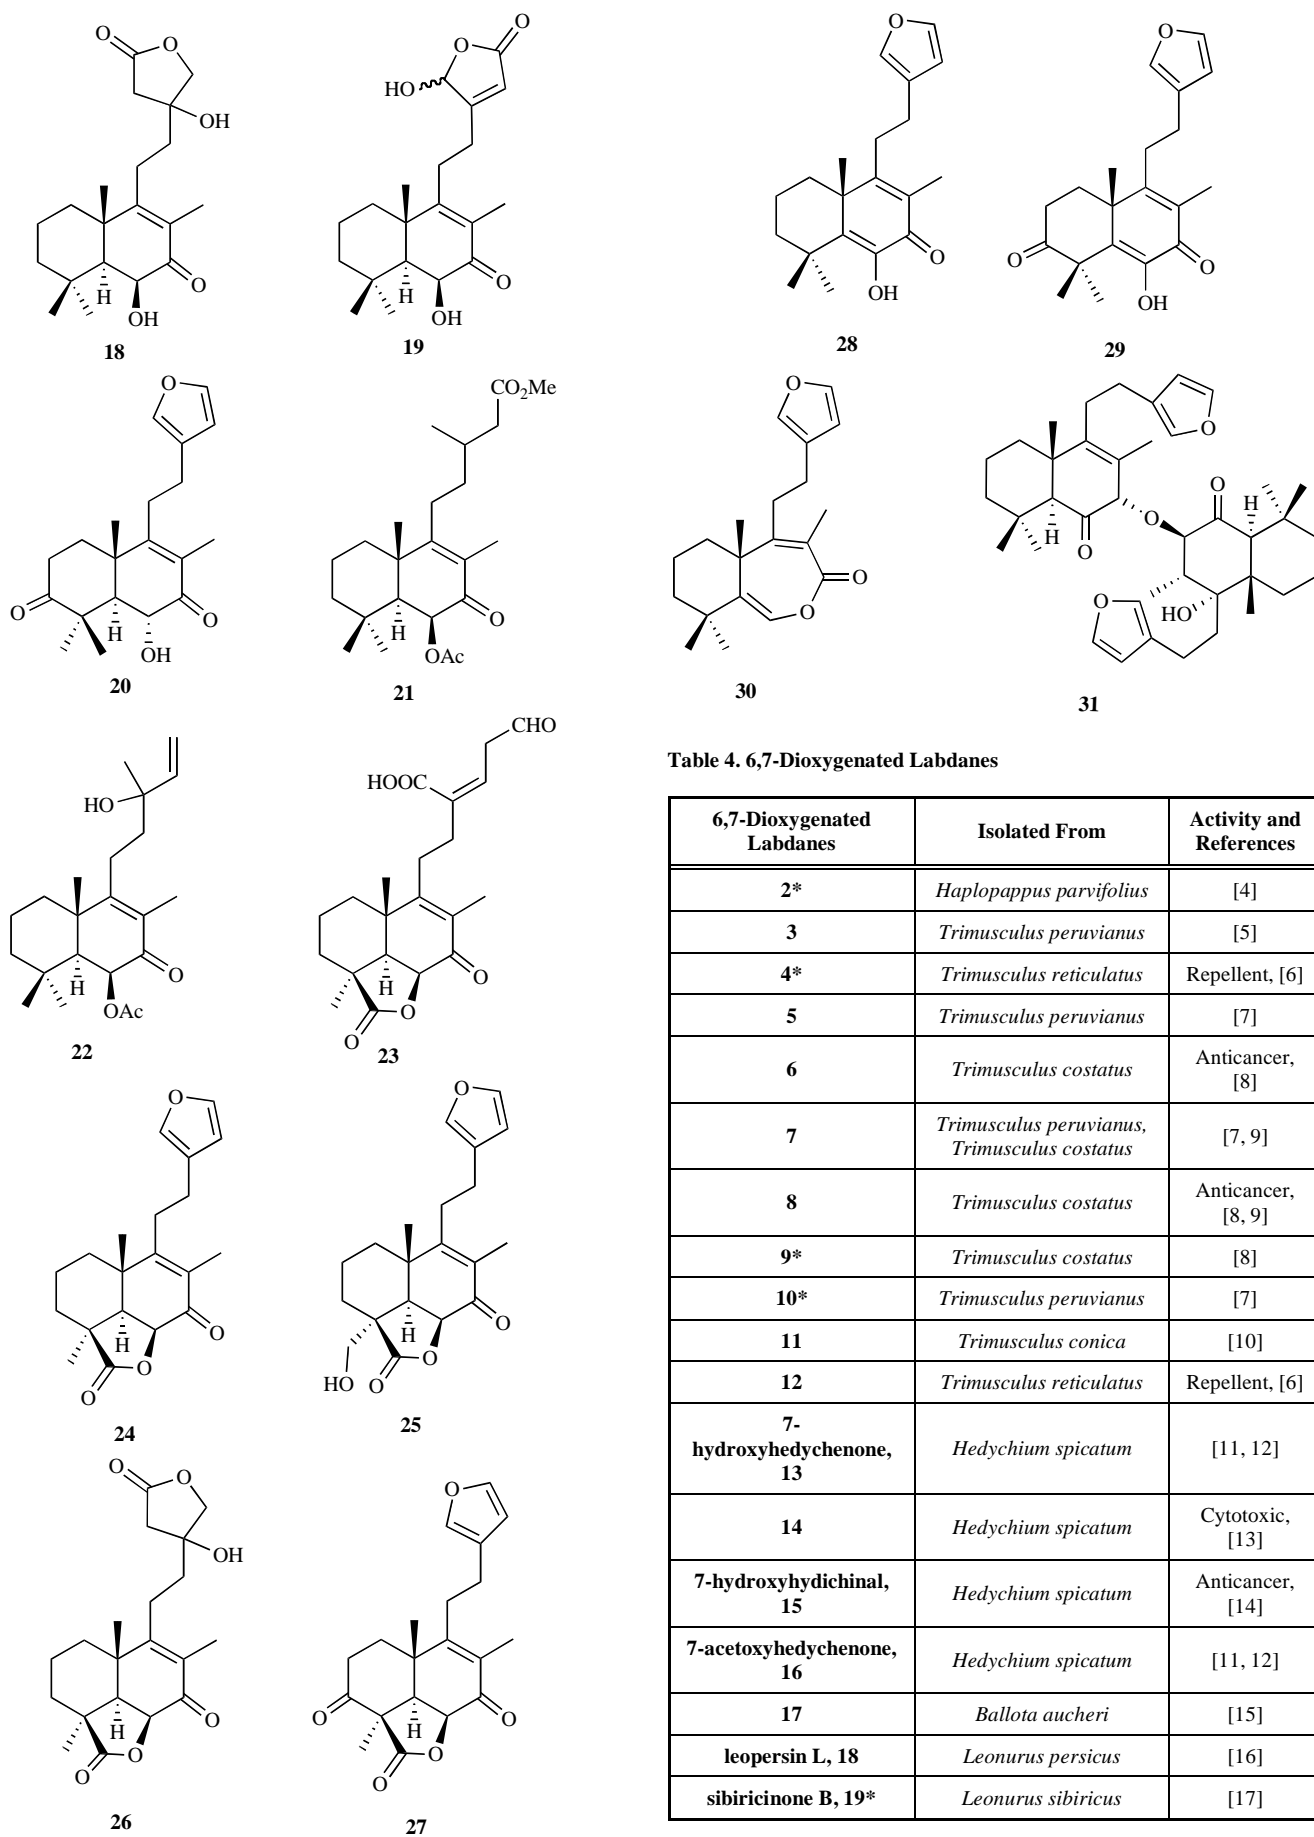 O
O
OH
OH
O
18
O
O
HO
OH
O
H
19
O
O
OH
O
H
20
CO₂Me
O
OAc
H
21
HO
O
OAc
H
22
CHO
HOOC
O
O
O
H
23
O
O
O
O
H
24
O
O
O
O
HO
H
25
O
O
OH
O
O
O
H
26
O
O
O
O
O
H
27
O
O
OH
28
O
O
O
OH
29
O
O
O
30
O
O
H
O
O
H
HO
O
31
Table 4. 6,7-Dioxygenated Labdanes
6,7-Dioxygenated
Labdanes
Isolated From
Activity and
References
2*
Haplopappus parvifolius
[4]
3
Trimusculus peruvianus
[5]
4*
Trimusculus reticulatus
Repellent, [6]
5
Trimusculus peruvianus
[7]
6
Trimusculus costatus
Anticancer,
[8]
7
Trimusculus peruvianus,
Trimusculus costatus
[7, 9]
8
Trimusculus costatus
Anticancer,
[8, 9]
9*
Trimusculus costatus
[8]
10*
Trimusculus peruvianus
[7]
11
Trimusculus conica
[10]
12
Trimusculus reticulatus
Repellent, [6]
7-
hydroxyhedychenone,
13
Hedychium spicatum
[11, 12]
14
Hedychium spicatum
Cytotoxic,
[13]
7-hydroxyhydichinal,
15
Hedychium spicatum
Anticancer,
[14]
7-acetoxyhedychenone,
16
Hedychium spicatum
[11, 12]
17
Ballota aucheri
[15]
leopersin L, 18
Leonurus persicus
[16]
sibiricinone B, 19*
Leonurus sibiricus
[17]